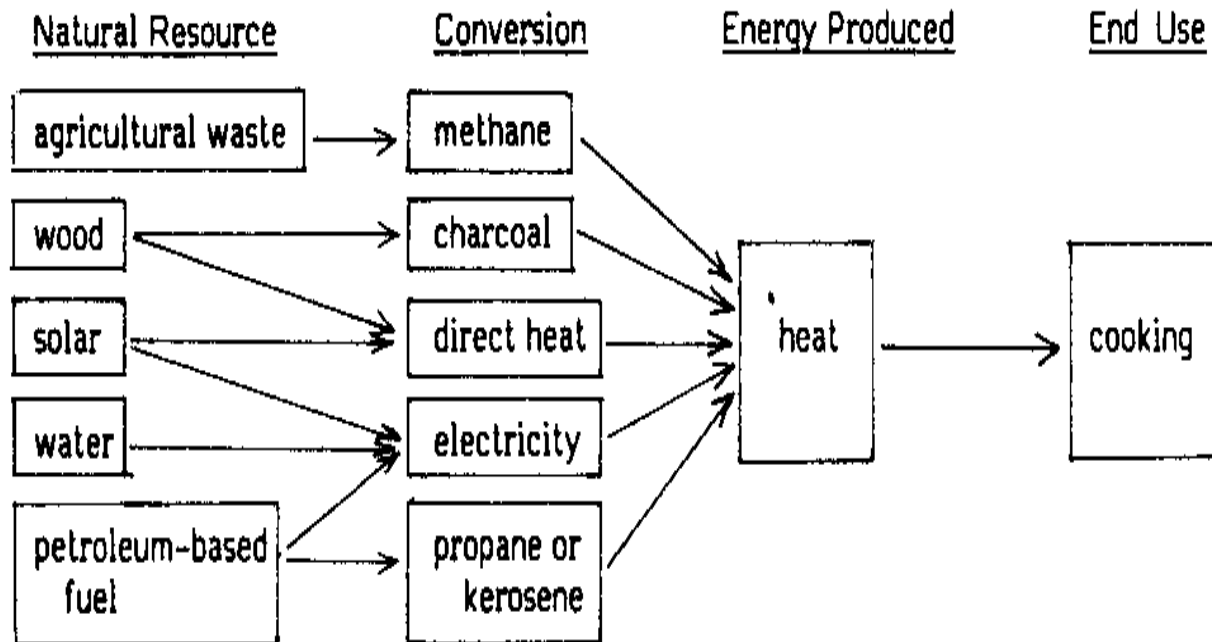 Natural Resource
Conversion
Energy Produced
End Use
agricultural waste
methane
wood
charcoal
solar
direct heat
heat
cooking
water
electricity
petroleum-based
fuel
propane or
kerosene